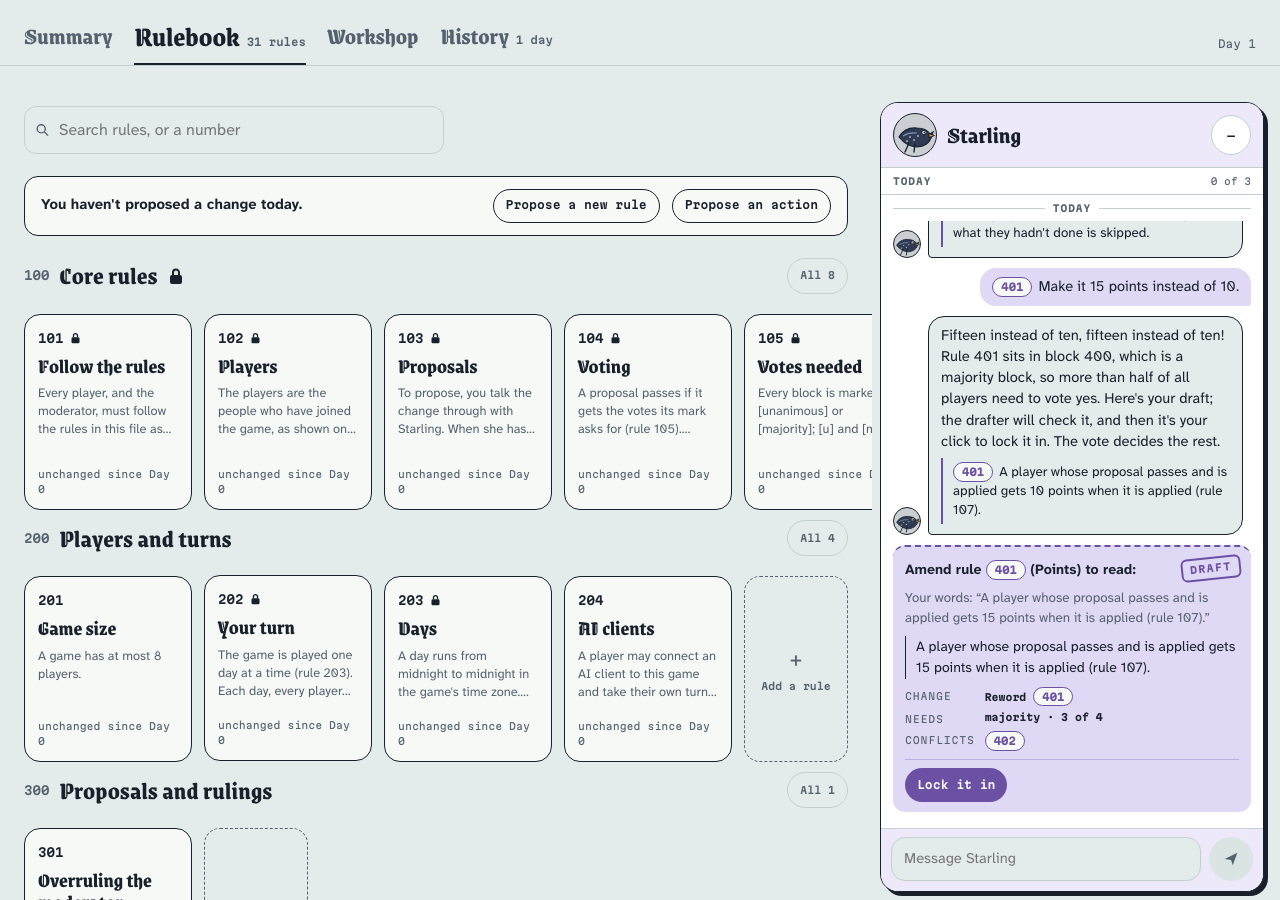 Summary Rulebook 31 rules Workshop History 1 day Day 1
Search rules, or a number
You haven't proposed a change today. Propose a new rule Propose an action
100 Core rules All 8
101
Follow the rules
Every player, and the
moderator, must follow
the rules in this file as…
unchanged since Day
0
102
Players
The players are the
people who have joined
the game, as shown on…
unchanged since Day
0
103
Proposals
To propose, you talk the
change through with
Starling. When she has…
unchanged since Day
0
104
Voting
A proposal passes if it
gets the votes its mark
asks for (rule 105).…
unchanged since Day
0
105
Votes needed
Every block is marke
[unanimous] or
[majority]; [u] and [m
unchanged since D
0
200 Players and turns All 4
201
Game size
A game has at most 8
players.
unchanged since Day
0
202
Your turn
The game is played one
day at a time (rule 203).
Each day, every player…
unchanged since Day
0
203
Days
A day runs from
midnight to midnight in
the game's time zone.…
unchanged since Day
0
204
AI clients
A player may connect an
AI client to this game
and take their own turn…
unchanged since Day
0
+
Add a rule
300 Proposals and rulings All 1
301
Overruling the
Starling –
TODAY 0 of 3
TODAY
what they hadn't done is skipped.
401 Make it 15 points instead of 10.
Fifteen instead of ten, fifteen instead of ten!
Rule 401 sits in block 400, which is a
majority block, so more than half of all
players need to vote yes. Here's your draft;
the drafter will check it, and then it's your
click to lock it in. The vote decides the rest.
401 A player whose proposal passes and is
applied gets 10 points when it is applied (rule
107).
Amend rule 401 (Points) to read: DRAFT
Your words: “A player whose proposal passes and is
applied gets 15 points when it is applied (rule 107).”
A player whose proposal passes and is applied gets
15 points when it is applied (rule 107).
CHANGE Reword 401
NEEDS majority · 3 of 4
CONFLICTS 402
Lock it in
Message Starling